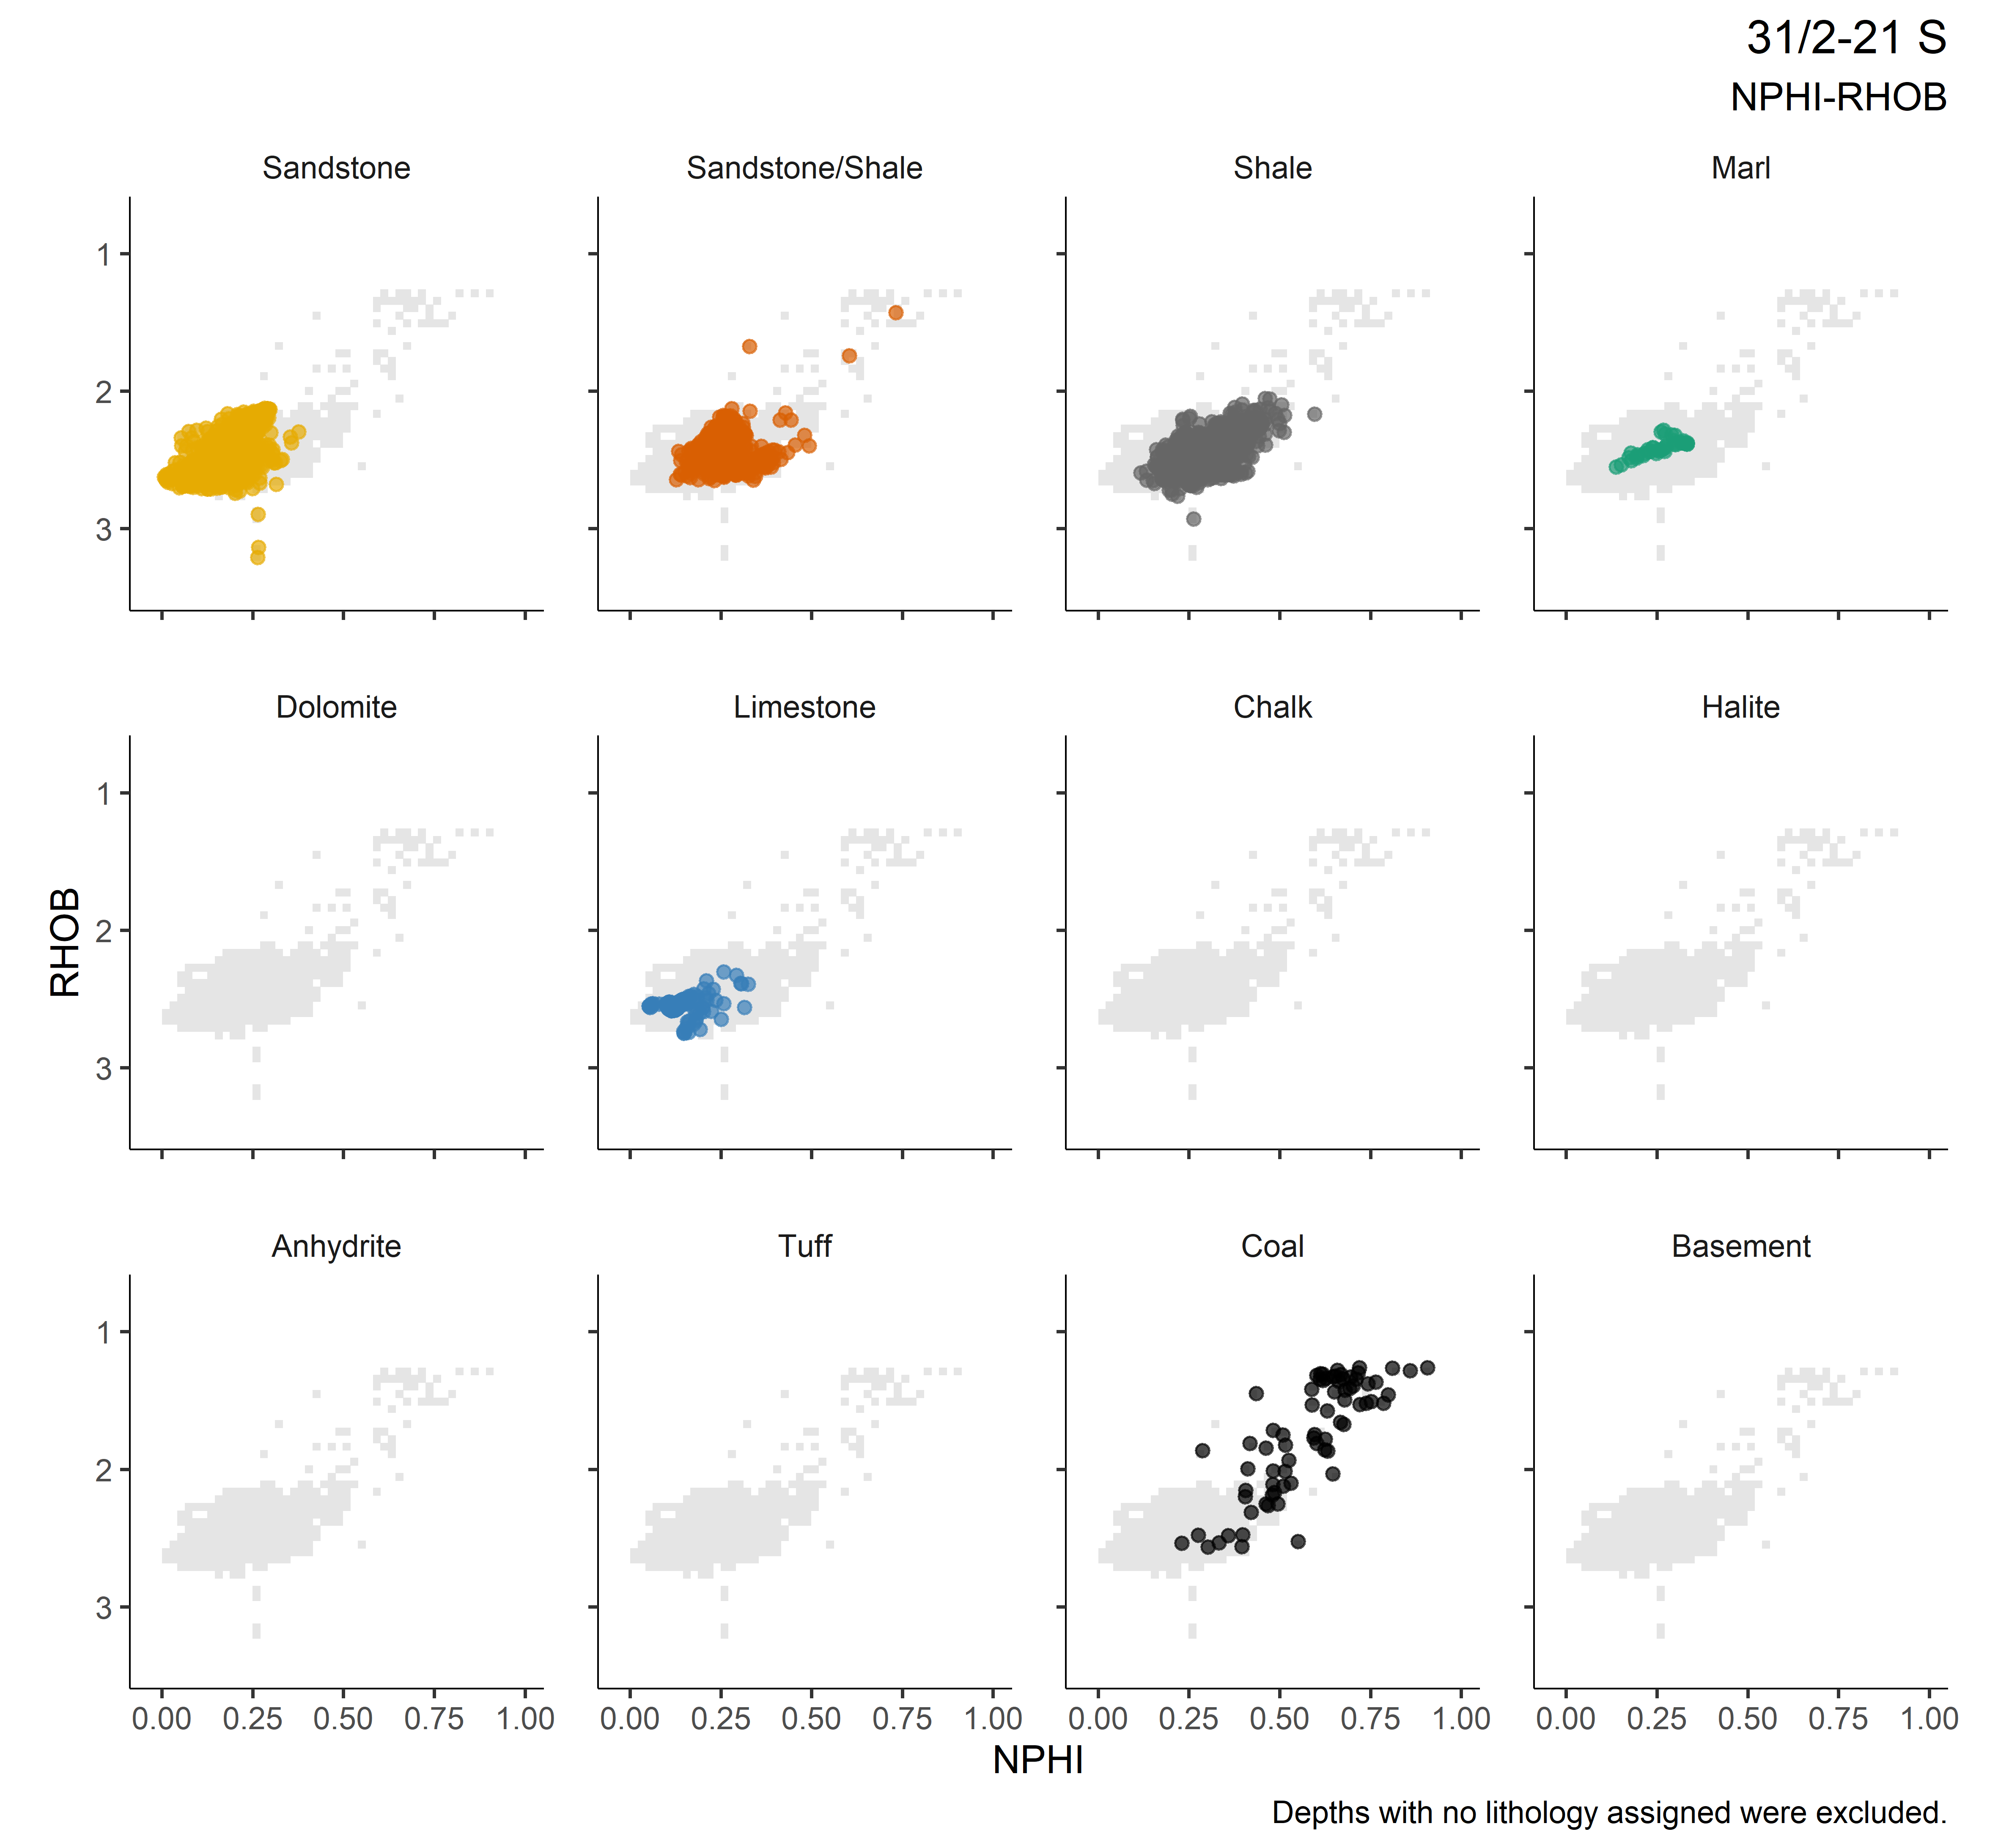 31/2-21 S
NPHI-RHOB
Sandstone
Sandstone/Shale
Shale
Marl
1
2
3
Dolomite
Limestone
Chalk
Halite
1
2
3
RHOB
Anhydrite
Tuff
Coal
Basement
1
2
3
0.00 0.25 0.50 0.75 1.00
0.00 0.25 0.50 0.75 1.00
0.00 0.25 0.50 0.75 1.00
0.00 0.25 0.50 0.75 1.00
NPHI
Depths with no lithology assigned were excluded.